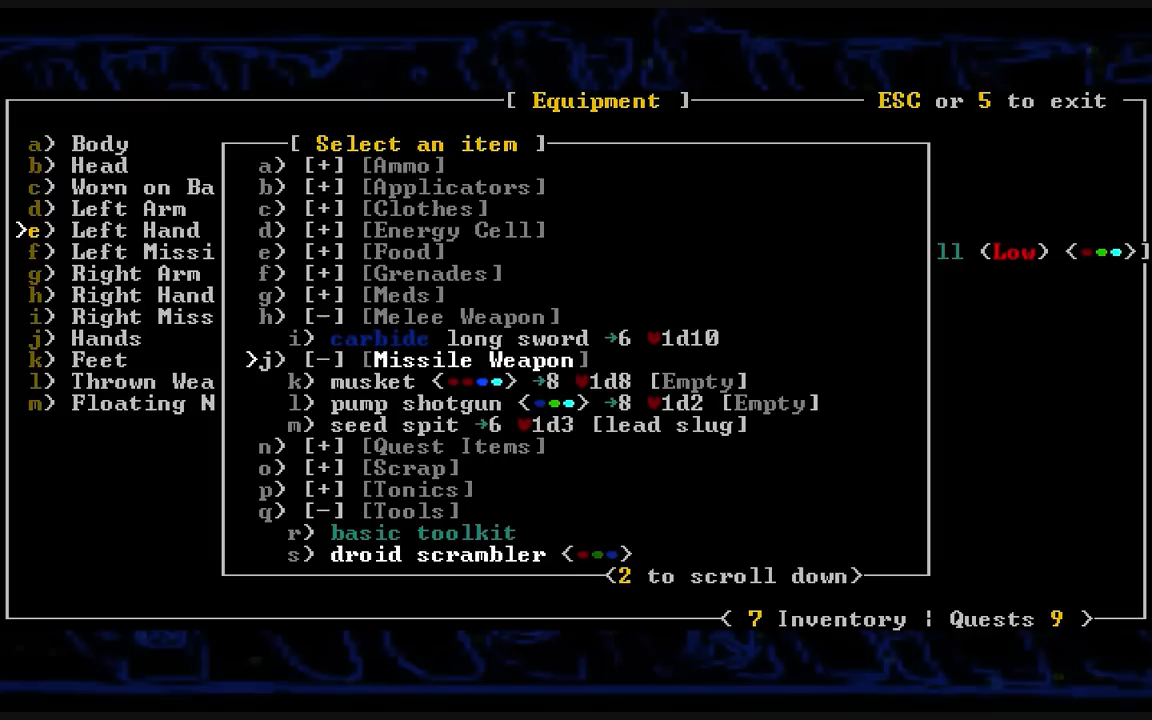 [ Equipment ] ESC or 5 to exit
a) Body
b) Head
c) Worn on Ba
d) Left Arm
>e) Left Hand
f) Left Missi
g) Right Arm
h) Right Hand
i) Right Miss
j) Hands
k) Feet
l) Thrown Wea
m) Floating N
[ Select an item ]
a) [+] [Ammo]
b) [+] [Applicators]
c) [+] [Clothes]
d) [+] [Energy Cell]
e) [+] [Food]
f) [+] [Grenades]
g) [+] [Meds]
h) [-] [Melee Weapon]
i) carbide long sword →6 ♥1d10
>j) [-] [Missile Weapon]
k) musket <••••> →8 ♥1d8 [Empty]
l) pump shotgun <•••> →8 ♥1d2 [Empty]
m) seed spit →6 ♥1d3 [lead slug]
n) [+] [Quest Items]
o) [+] [Scrap]
p) [+] [Tonics]
q) [-] [Tools]
r) basic toolkit
s) droid scrambler <•••>
<2 to scroll down>
ll (Low) <•••>]
< 7 Inventory | Quests 9 >